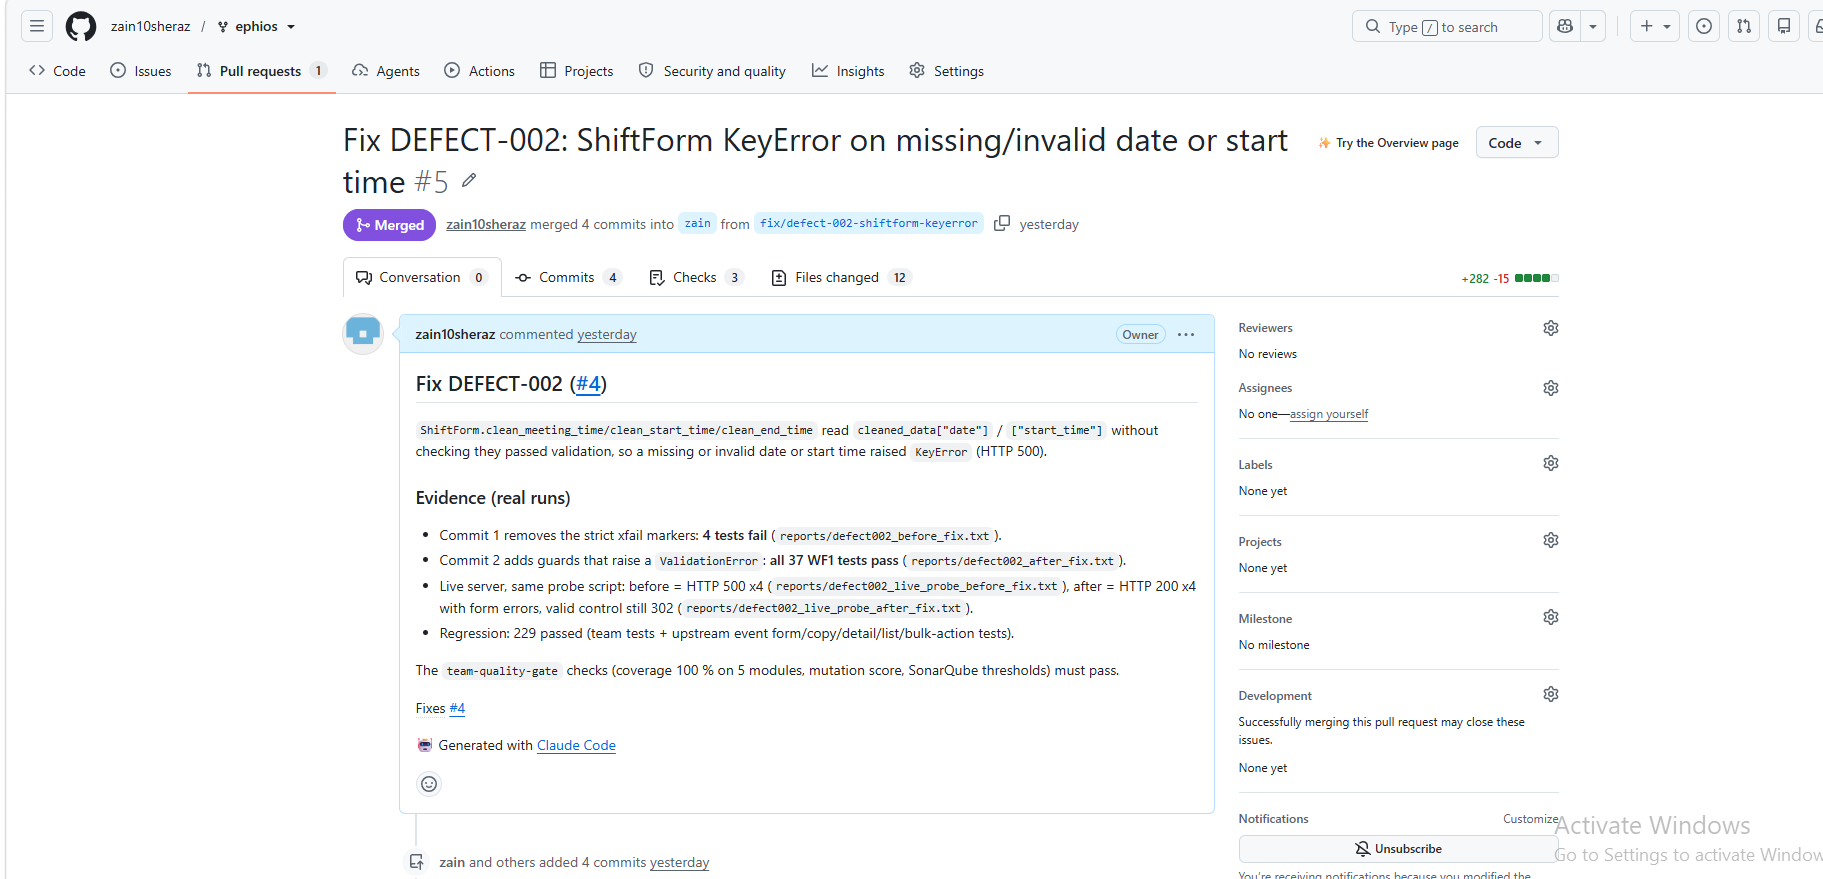 zain10sheraz / ephios
Type / to search
Code
Issues
Pull requests 1
Agents
Actions
Projects
Security and quality
Insights
Settings
Fix DEFECT-002: ShiftForm KeyError on missing/invalid date or start
time #5
Try the Overview page
Code
Merged
zain10sheraz merged 4 commits into zain from fix/defect-002-shiftform-keyerror yesterday
Conversation 0
Commits 4
Checks 3
Files changed 12
+282 -15
zain10sheraz commented yesterday
Owner
Fix DEFECT-002 (#4)
ShiftForm.clean_meeting_time/clean_start_time/clean_end_time read cleaned_data["date"] / ["start_time"] without
checking they passed validation, so a missing or invalid date or start time raised KeyError (HTTP 500).
Evidence (real runs)
• Commit 1 removes the strict xfail markers: 4 tests fail ( reports/defect002_before_fix.txt ).
• Commit 2 adds guards that raise a ValidationError : all 37 WF1 tests pass ( reports/defect002_after_fix.txt ).
• Live server, same probe script: before = HTTP 500 x4 ( reports/defect002_live_probe_before_fix.txt ), after = HTTP 200 x4
with form errors, valid control still 302 ( reports/defect002_live_probe_after_fix.txt ).
• Regression: 229 passed (team tests + upstream event form/copy/detail/list/bulk-action tests).
The team-quality-gate checks (coverage 100 % on 5 modules, mutation score, SonarQube thresholds) must pass.
Fixes #4
Generated with Claude Code
zain and others added 4 commits yesterday
Reviewers
No reviews
Assignees
No one—assign yourself
Labels
None yet
Projects
None yet
Milestone
No milestone
Development
Successfully merging this pull request may close these
issues.
None yet
Notifications
Customize
Unsubscribe
You're receiving notifications because you modified the
Activate Windows
Go to Settings to activate Window